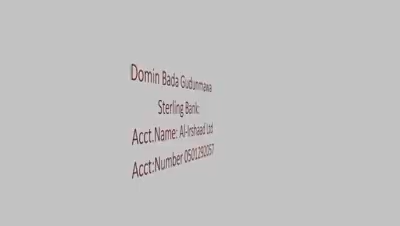 Domin Bada Gudunmawa
Sterling Bank:
Acct.Name: Al-Irshaad Ltd
Acct:Number 0501292057